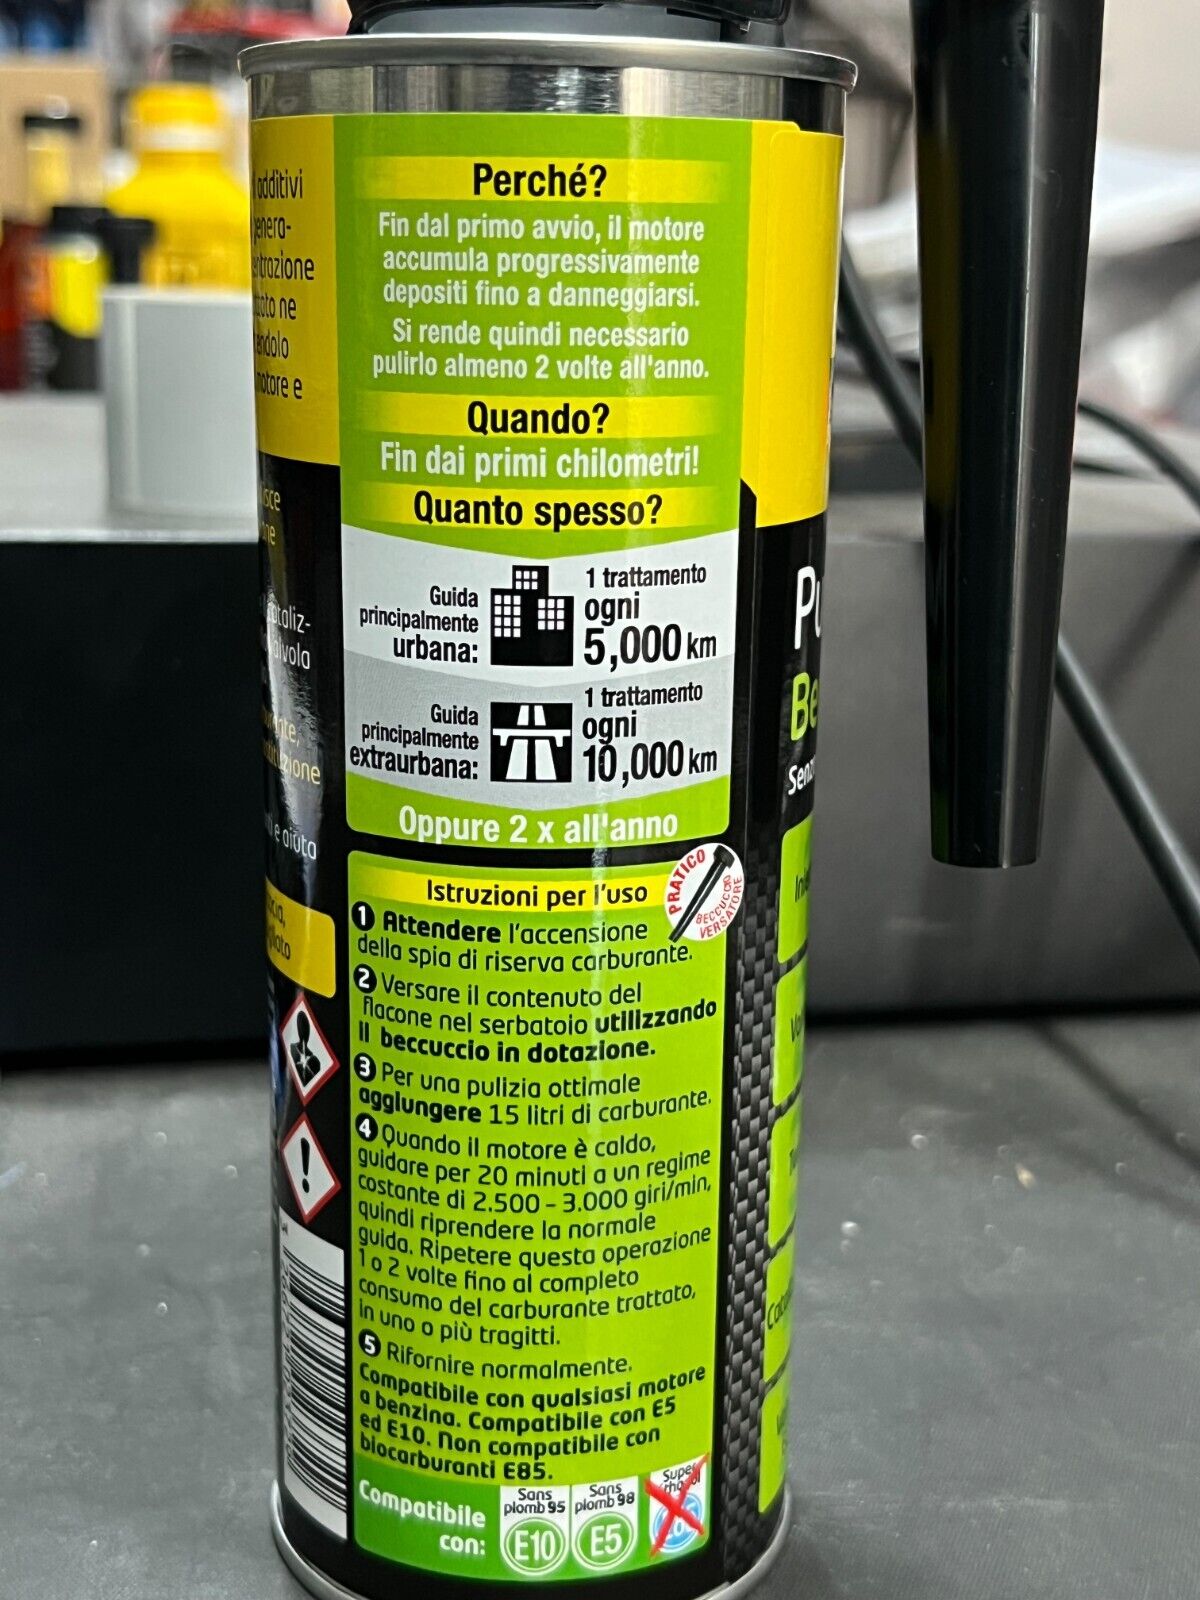 additivi
genera-
ne
endolo
motore e
e aiuta
Perché?
Fin dal primo avvio, il motore
accumula progressivamente
depositi fino a danneggiarsi.
Si rende quindi necessario
pulirlo almeno 2 volte all'anno.
Quando?
Fin dai primi chilometri!
Quanto spesso?
Guida
principalmente
urbana:
1 trattamento
ogni
5,000 km
Guida
principalmente
extraurbana:
1 trattamento
ogni
10,000 km
Oppure 2 x all'anno
Istruzioni per l'uso
PRATICO
BECCUCCIO
VERSATORE
1 Attendere l'accensione
della spia di riserva carburante.
2 Versare il contenuto del
flacone nel serbatoio utilizzando
il beccuccio in dotazione.
3 Per una pulizia ottimale
aggiungere 15 litri di carburante.
4 Quando il motore è caldo,
guidare per 20 minuti a un regime
costante di 2.500 - 3.000 giri/min,
quindi riprendere la normale
guida. Ripetere questa operazione
1 o 2 volte fino al completo
consumo del carburante trattato,
in uno o più tragitti.
5 Rifornire normalmente.
Compatibile con qualsiasi motore
a benzina. Compatibile con E5
ed E10. Non compatibile con
biocarburanti E85.
Compatibile
con:
Sans
plomb 95
E10
Sans
plomb 98
E5
Super